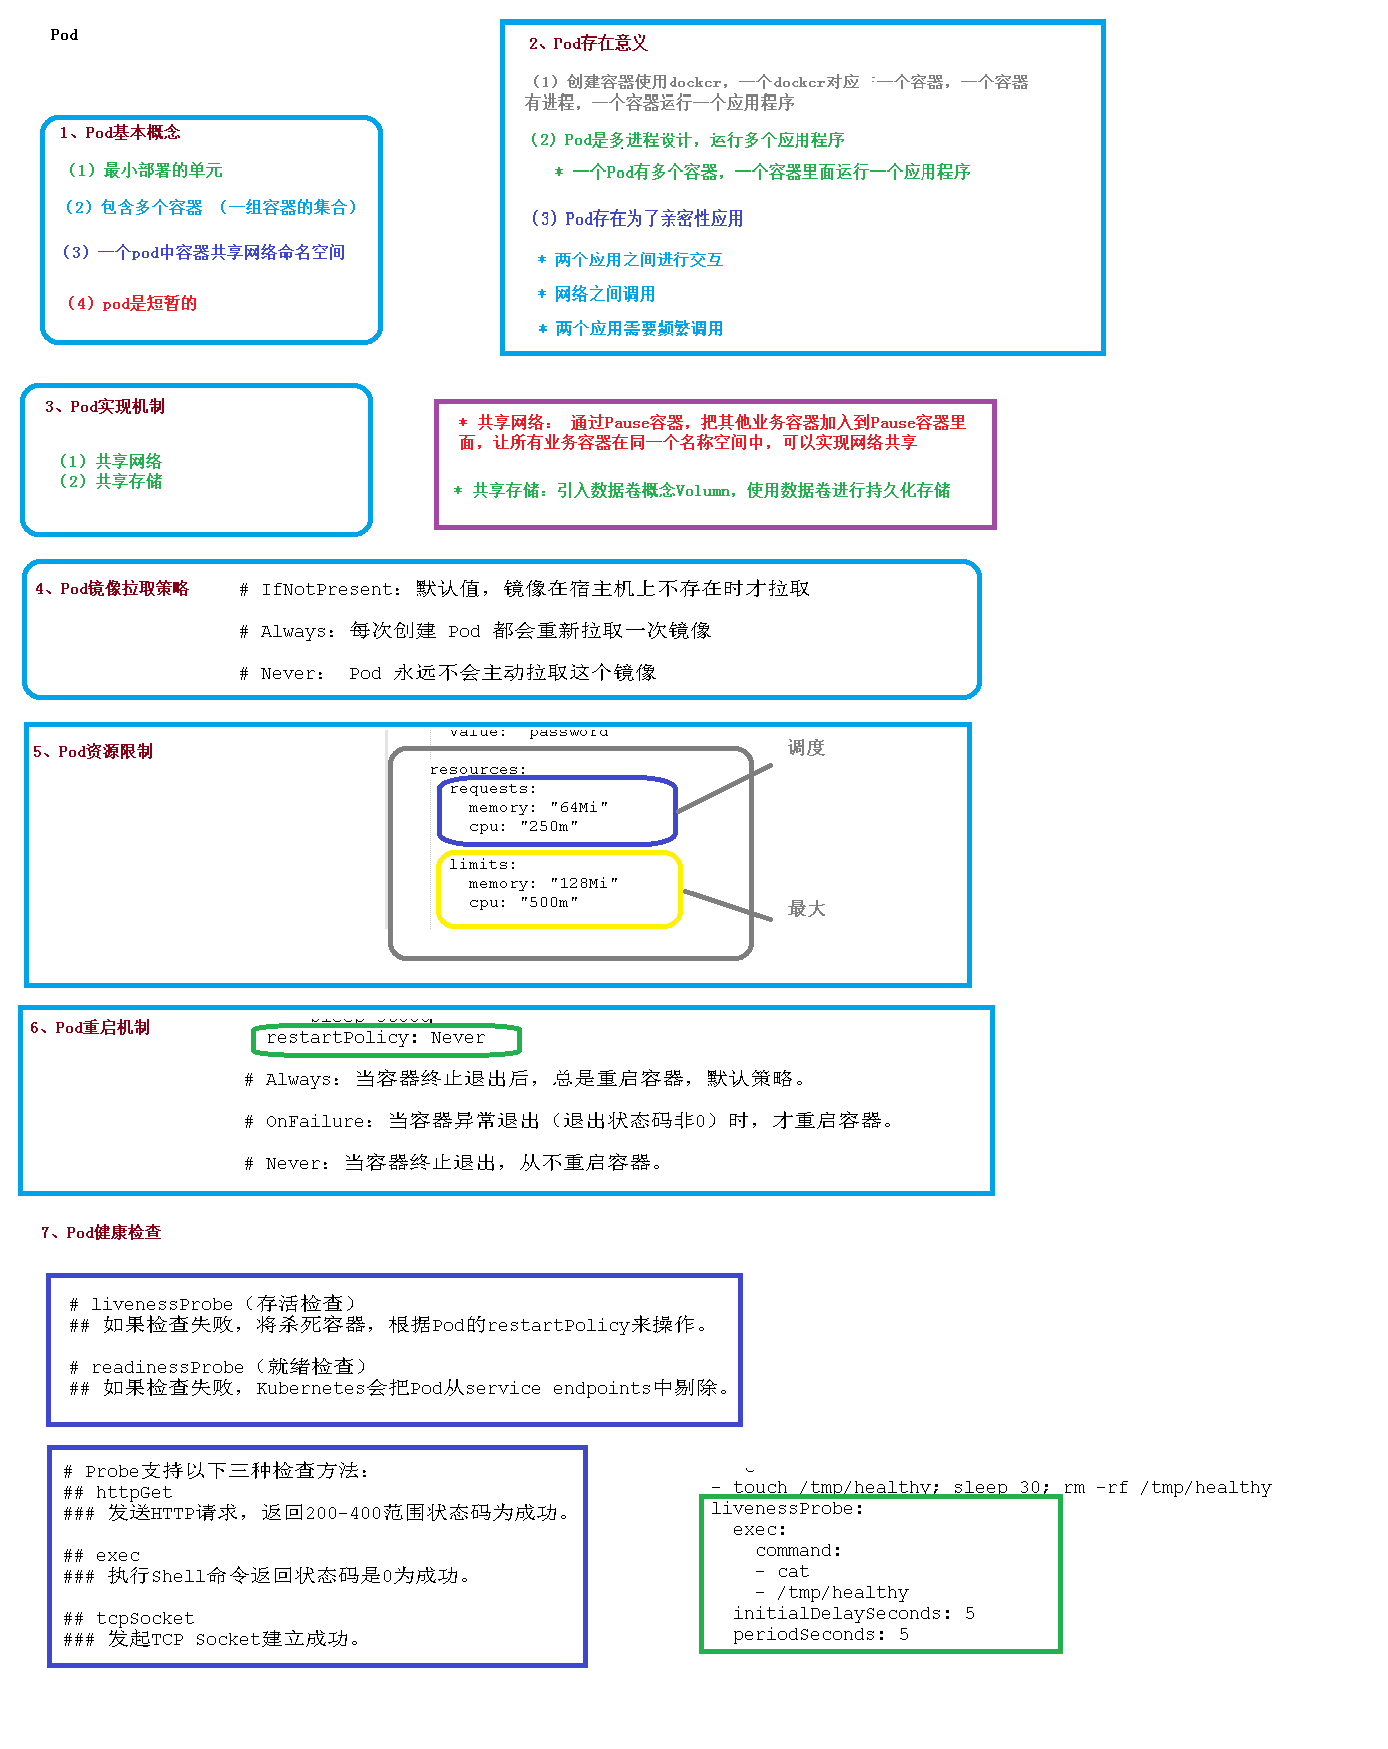 Pod
1、Pod基本概念
（1）最小部署的单元
（2）包含多个容器 （一组容器的集合）
（3）一个pod中容器共享网络命名空间
（4）pod是短暂的
2、Pod存在意义
（1）创建容器使用docker，一个docker对应 一个容器，一个容器
有进程，一个容器运行一个应用程序
（2）Pod是多进程设计，运行多个应用程序
* 一个Pod有多个容器，一个容器里面运行一个应用程序
（3）Pod存在为了亲密性应用
* 两个应用之间进行交互
* 网络之间调用
* 两个应用需要频繁调用
3、Pod实现机制
（1）共享网络
（2）共享存储
* 共享网络： 通过Pause容器，把其他业务容器加入到Pause容器里
面，让所有业务容器在同一个名称空间中，可以实现网络共享
* 共享存储：引入数据卷概念Volumn，使用数据卷进行持久化存储
4、Pod镜像拉取策略
# IfNotPresent：默认值，镜像在宿主机上不存在时才拉取
# Always：每次创建 Pod 都会重新拉取一次镜像
# Never： Pod 永远不会主动拉取这个镜像
5、Pod资源限制
value: password
resources:
requests:
memory: "64Mi"
cpu: "250m"
limits:
memory: "128Mi"
cpu: "500m"
调度
最大
6、Pod重启机制
restartPolicy: Never
# Always：当容器终止退出后，总是重启容器，默认策略。
# OnFailure：当容器异常退出（退出状态码非0）时，才重启容器。
# Never：当容器终止退出，从不重启容器。
7、Pod健康检查
# livenessProbe（存活检查）
## 如果检查失败，将杀死容器，根据Pod的restartPolicy来操作。
# readinessProbe（就绪检查）
## 如果检查失败，Kubernetes会把Pod从service endpoints中剔除。
# Probe支持以下三种检查方法：
## httpGet
### 发送HTTP请求，返回200-400范围状态码为成功。
## exec
### 执行Shell命令返回状态码是0为成功。
## tcpSocket
### 发起TCP Socket建立成功。
- touch /tmp/healthy; sleep 30; rm -rf /tmp/healthy
livenessProbe:
exec:
command:
- cat
- /tmp/healthy
initialDelaySeconds: 5
periodSeconds: 5